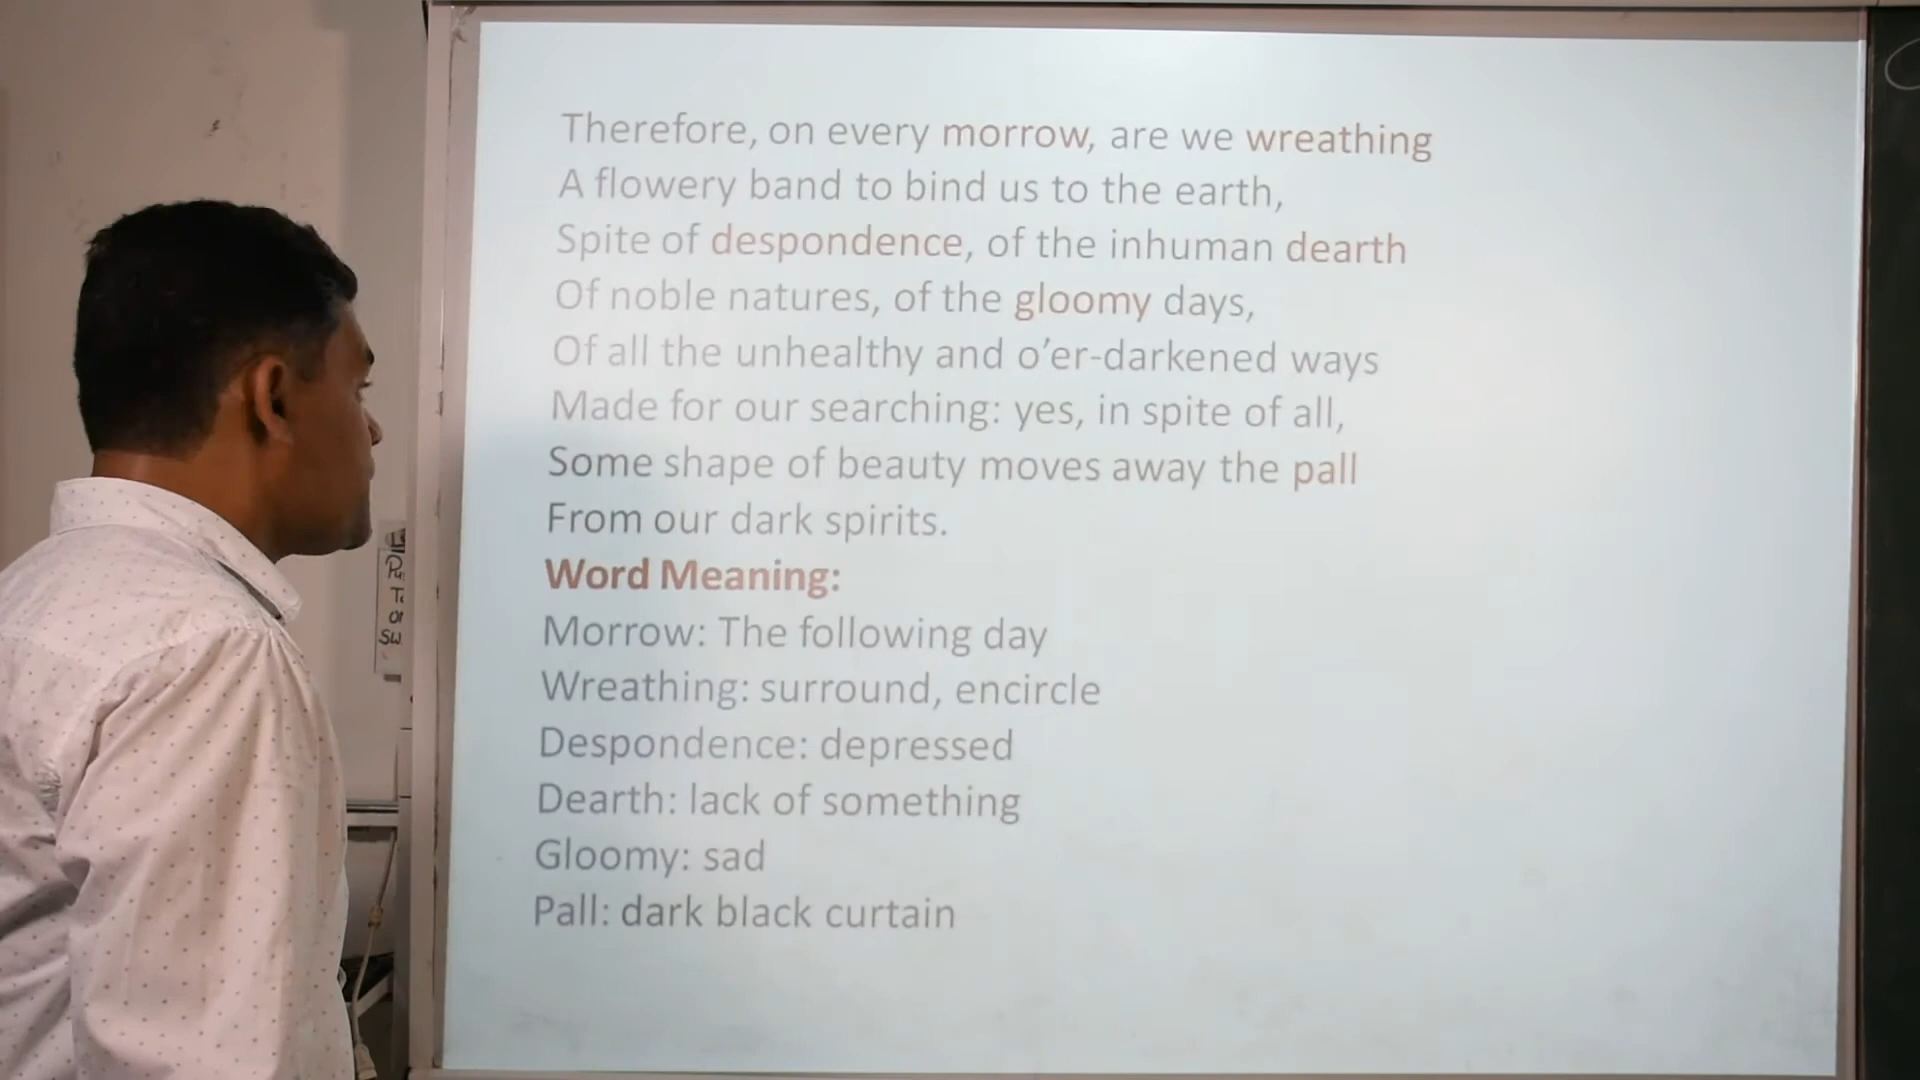 Therefore, on every morrow, are we wreathing
A flowery band to bind us to the earth,
Spite of despondence, of the inhuman dearth
Of noble natures, of the gloomy days,
Of all the unhealthy and o’er-darkened ways
Made for our searching: yes, in spite of all,
Some shape of beauty moves away the pall
From our dark spirits.
Word Meaning:
Morrow: The following day
Wreathing: surround, encircle
Despondence: depressed
Dearth: lack of something
Gloomy: sad
Pall: dark black curtain